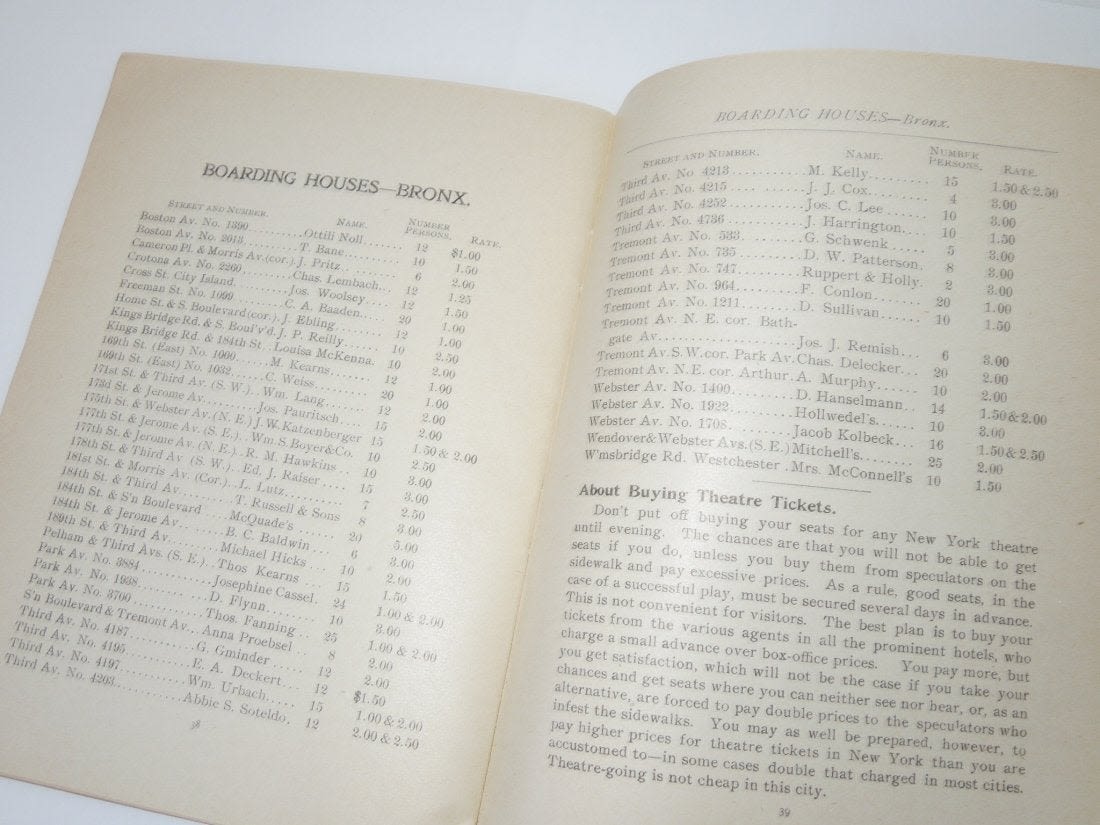 BOARDING HOUSES—BRONX.
STREET AND NUMBER. NAME. NUMBER PERSONS. RATE.
Boston Av. No. 1390 ........ Ottili Noll....... 12 $1.00
Boston Av. No. 2013 ........ T. Bane........ 10 1.50
Cameron Pl. & Morris Av.(cor.) J. Pritz........ 6 2.00
Crotona Av. No. 2260 ........ Chas. Lembach... 12 1.25
Cross St. City Island........ Jos. Woolsey.... 12 1.50
Freeman St. No. 1099 ........ C. A. Baaden.... 20 1.00
Home St. & S. Boulevard(cor.). J. Ebling....... 12 1.00
Kings Bridge Rd. & S. Boul'v'd. J. P. Reilly.... 10 2.50
Kings Bridge Rd. & 184th St.. Louisa McKenna. 10 2.00
169th St. (East) No. 1060 ...... M. Kearns...... 12 1.00
169th St. (East) No. 1032 ...... C. Weiss....... 20 1.00
171st St. & Third Av. (S. W.).. Wm. Lang..... 12 2.00
173d St. & Jerome Av........ Jos. Pauritsch... 15 2.00
175th St. & Webster Av.(N. E.) J.W.Katzenberger 15 1.50 & 2.00
177th St. & Jerome Av. (S. E.).. Wm. S. Boyer&Co. 10 2.50
177th St. & Jerome Av. (N. E.).. R. M. Hawkins.. 10 3.00
178th St. & Third Av (S. W.).. Ed. J. Raiser.... 15 3.00
181st St. & Morris Av. (Cor.)... L. Lutz........ 7 2.50
184th St. & Third Av........ T. Russell & Sons 8 3.00
184th St. & S'n Boulevard .... McQuade's..... 20 5.00
184th St. & Jerome Av........ B. C. Baldwin... 6 3.00
189th St. & Third Av........ Michael Hicks... 2.00
Pelham & Third Avs. (S. E.).. Thos Kearns.... 15 1.50
Park Av. No. 3884 ........ Josephine Cassel. 24 1.00 & 2.00
Park Av. No. 1938........ D. Flynn........ 10 3.00
Park Av. No. 3700 ........ Thos. Fanning... 25 1.00 & 2.00
S'n Boulevard & Tremont Av... Anna Proebsel .. 8 2.00
Third Av. No. 4187........ G. Gminder..... 12 2.00
Third Av. No. 4195........ E. A. Deckert... 12 $1.50
Third Av. No. 4197........ Wm. Urbach.... 15 1.00 & 2.00
Third Av. No. 4203........ Abbie S. Soteldo. 12 2.00 & 2.50
38
BOARDING HOUSES—Bronx.
STREET AND NUMBER. NAME. NUMBER PERSONS. RATE.
Third Av. No 4213.......... M. Kelly........ 15 1.50 & 2.50
Third Av. No. 4215........ J. J. Cox........ 4 3.00
Third Av. No. 4252.......... Jos. C. Lee...... 10 3.00
Third Av. No. 4736.......... J. Harrington.... 10 1.50
Tremont Av. No. 533........ G. Schwenk..... 5 3.00
Tremont Av. No. 735........ D. W. Patterson. 8 3.00
Tremont Av. No. 747........ Ruppert & Holly. 2 3.00
Tremont Av. No. 964........ F. Conlon....... 20 1.00
Tremont Av. No. 1211....... D. Sullivan...... 10 1.50
Tremont Av. N. E. cor. Bath-
gate Av.................. Jos. J. Remish... 6 3.00
Tremont Av.S.W.cor. Park Av. Chas. Delecker... 20 2.00
Tremont Av. N.E. cor. Arthur. A. Murphy...... 10 2.00
Webster Av. No. 1400........ D. Hanselmann.. 14 1.50 & 2.00
Webster Av. No. 1922........ Hollwedel's..... 10 3.00
Webster Av. No. 1708........ Jacob Kolbeck... 16 1.50 & 2.50
Wendover& Webster Avs.(S. E.) Mitchell's....... 25 2.00
W'msbridge Rd. Westchester . Mrs. McConnell's 10 1.50
About Buying Theatre Tickets.
Don't put off buying your seats for any New York theatre
until evening. The chances are that you will not be able to get
seats if you do, unless you buy them from speculators on the
sidewalk and pay excessive prices. As a rule, good seats, in the
case of a successful play, must be secured several days in advance.
This is not convenient for visitors. The best plan is to buy your
tickets from the various agents in all the prominent hotels, who
charge a small advance over box-office prices. You pay more, but
you get satisfaction, which will not be the case if you take your
chances and get seats where you can neither see nor hear, or, as an
alternative, are forced to pay double prices to the speculators who
infest the sidewalks. You may as well be prepared, however, to
pay higher prices for theatre tickets in New York than you are
accustomed to—in some cases double that charged in most cities.
Theatre-going is not cheap in this city.
39